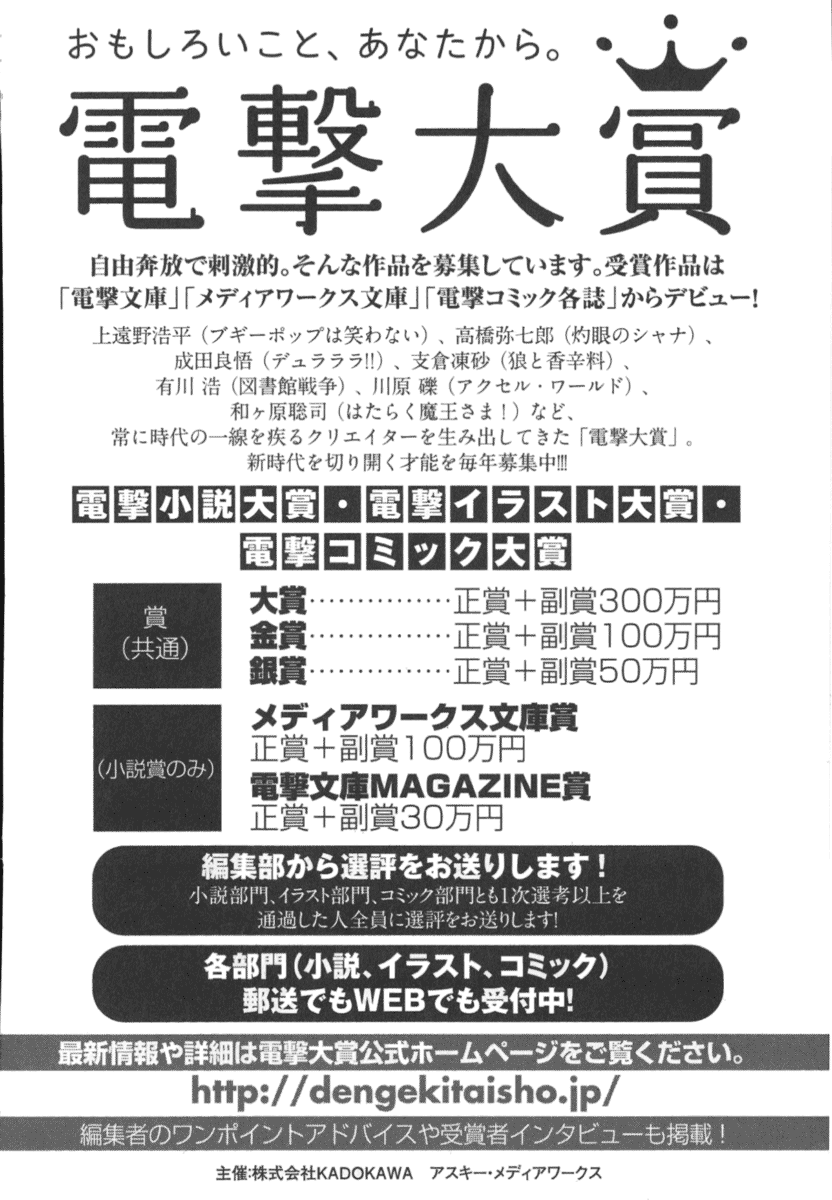 おもしろいこと、あなたから。
電撃大賞
自由奔放で刺激的。そんな作品を募集しています。受賞作品は
「電撃文庫」「メディアワークス文庫」「電撃コミック各誌」からデビュー!
上遠野浩平（ブギーポップは笑わない）、高橋弥七郎（灼眼のシャナ）、
成田良悟（デュラララ!!）、支倉凍砂（狼と香辛料）、
有川 浩（図書館戦争）、川原 礫（アクセル・ワールド）、
和ヶ原聡司（はたらく魔王さま！）など、
常に時代の一線を疾るクリエイターを生み出してきた「電撃大賞」。
新時代を切り開く才能を毎年募集中!!!
電撃小説大賞・電撃イラスト大賞・
電撃コミック大賞
賞
（共通）
大賞……………正賞＋副賞300万円
金賞……………正賞＋副賞100万円
銀賞……………正賞＋副賞50万円
（小説賞のみ）
メディアワークス文庫賞
正賞＋副賞100万円
電撃文庫MAGAZINE賞
正賞＋副賞30万円
編集部から選評をお送りします！
小説部門、イラスト部門、コミック部門とも1次選考以上を
通過した人全員に選評をお送りします!
各部門（小説、イラスト、コミック）
郵送でもWEBでも受付中!
最新情報や詳細は電撃大賞公式ホームページをご覧ください。
http://dengekitaisho.jp/
編集者のワンポイントアドバイスや受賞者インタビューも掲載！
主催:株式会社KADOKAWA　アスキー・メディアワークス